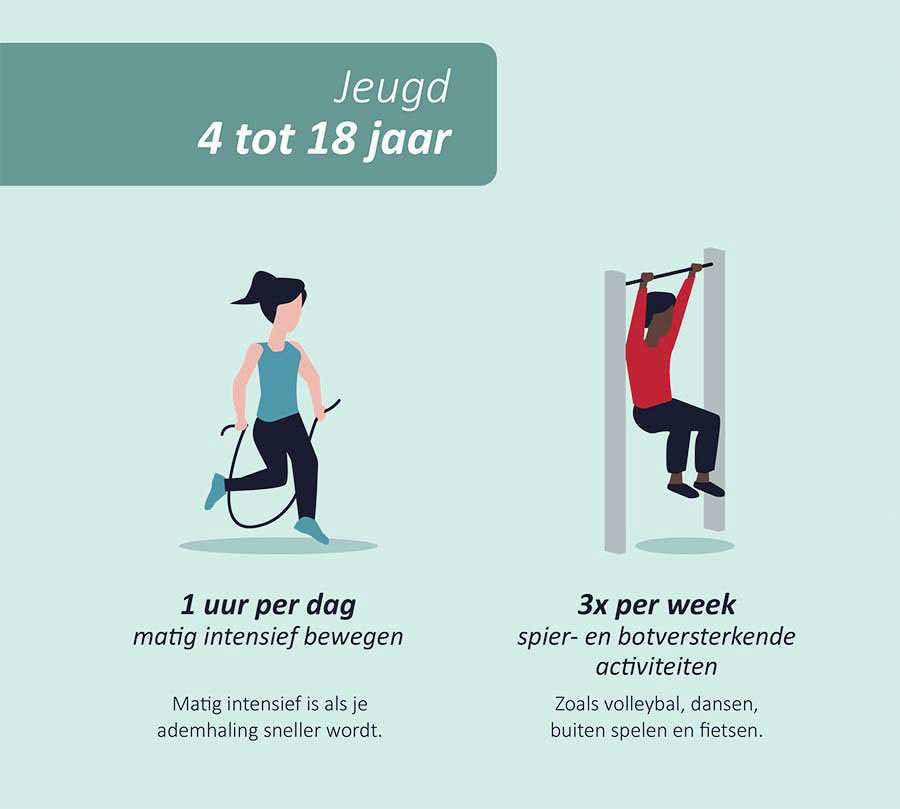 Jeugd
4 tot 18 jaar
1 uur per dag
matig intensief bewegen
Matig intensief is als je
ademhaling sneller wordt.
3x per week
spier- en botversterkende
activiteiten
Zoals volleybal, dansen,
buiten spelen en fietsen.